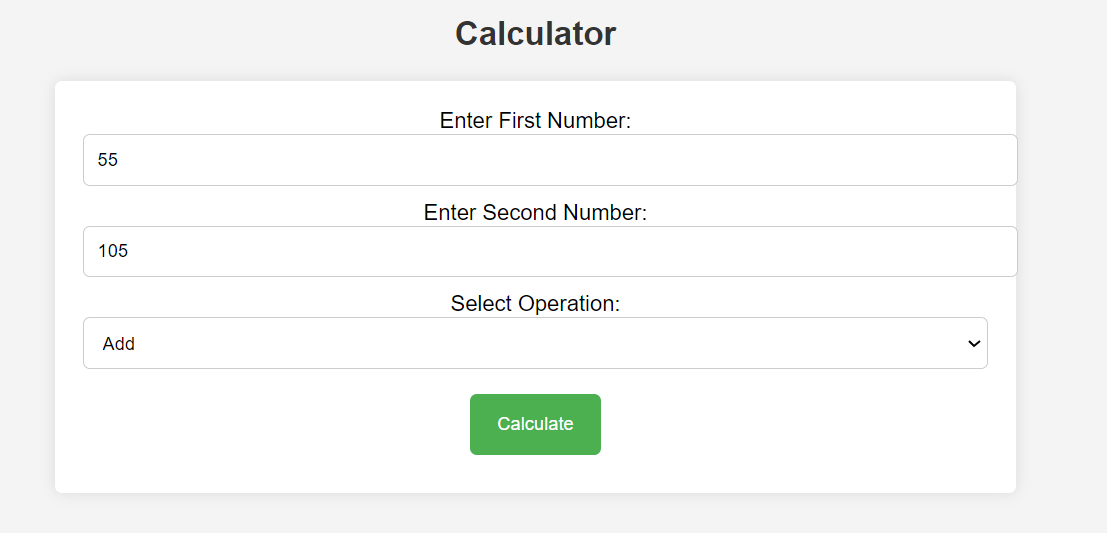 Calculator
Enter First Number:
55
Enter Second Number:
105
Select Operation:
Add
Calculate